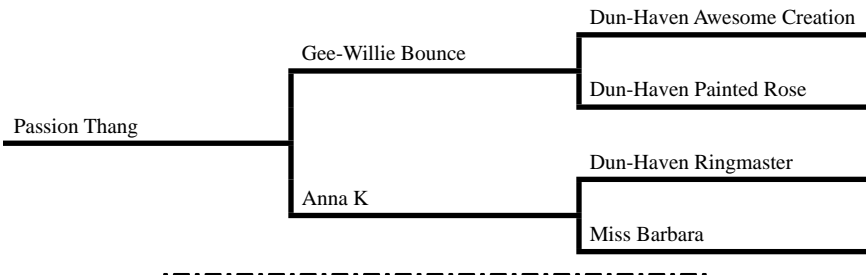 Dun-Haven Awesome Creation
Gee-Willie Bounce
Dun-Haven Painted Rose
Passion Thang
Dun-Haven Ringmaster
Anna K
Miss Barbara